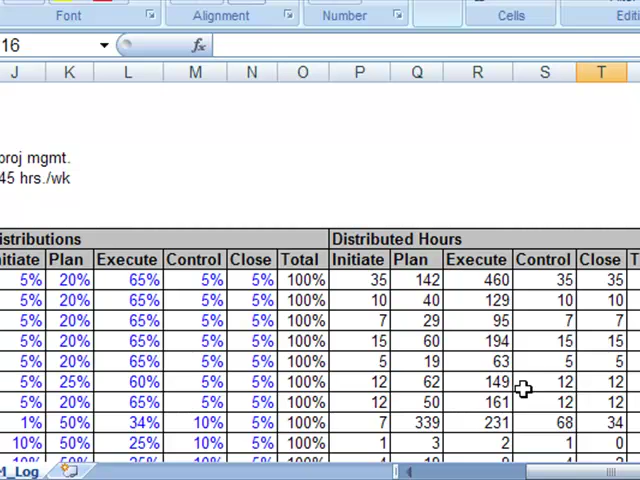 Font Alignment Number Cells
16 fx
J K L M N O P Q R S T
proj mgmt.
45 hrs./wk
istributions Distributed Hours
nitiate Plan Execute Control Close Total Initiate Plan Execute Control Close T
5% 20% 65% 5% 5% 100% 35 142 460 35 35
5% 20% 65% 5% 5% 100% 10 40 129 10 10
5% 20% 65% 5% 5% 100% 7 29 95 7 7
5% 20% 65% 5% 5% 100% 15 60 194 15 15
5% 20% 65% 5% 5% 100% 5 19 63 5 5
5% 25% 60% 5% 5% 100% 12 62 149 12 12
5% 20% 65% 5% 5% 100% 12 50 161 12 12
1% 50% 34% 10% 5% 100% 7 339 231 68 34
10% 50% 25% 10% 5% 100% 1 3 2 1 0
M_Log